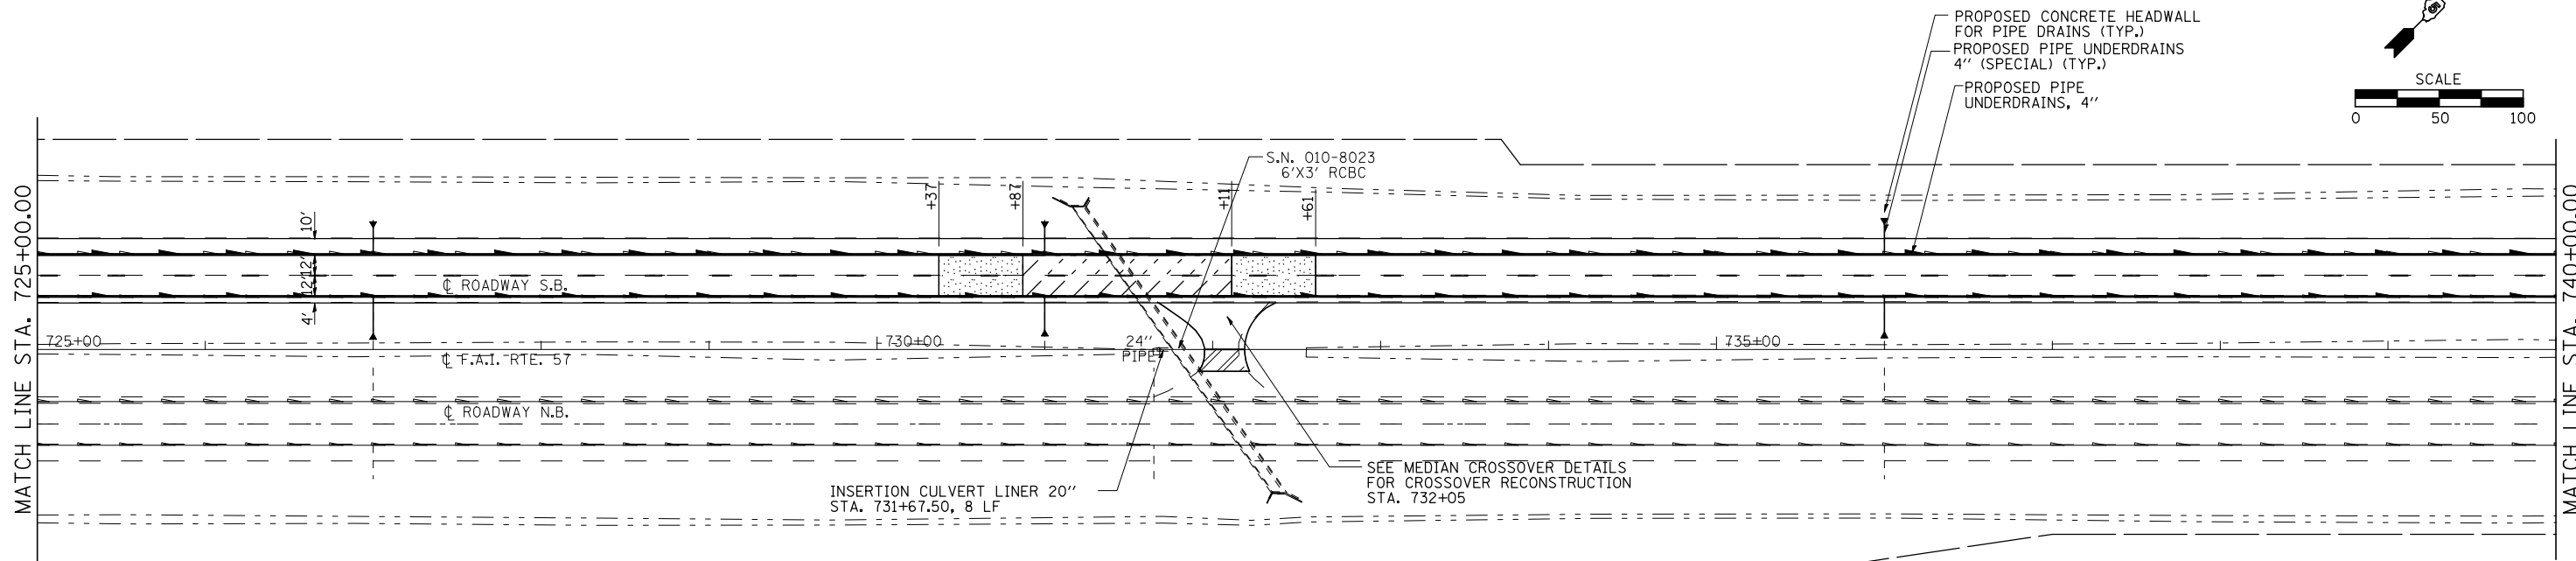 PROPOSED CONCRETE HEADWALL
FOR PIPE DRAINS (TYP.)
PROPOSED PIPE UNDERDRAINS
4" (SPECIAL) (TYP.)
PROPOSED PIPE
UNDERDRAINS, 4"
SCALE
0 50 100
S.N. 010-8023
6'X3' RCBC
+37
+87
+11
+61
MATCH LINE STA. 725+00.00
MATCH LINE STA. 740+00.00
10'
12'
12'
4'
℄ ROADWAY S.B.
725+00
730+00
735+00
24"
PIPE
℄ F.A.I. RTE. 57
℄ ROADWAY N.B.
INSERTION CULVERT LINER 20"
STA. 731+67.50, 8 LF
SEE MEDIAN CROSSOVER DETAILS
FOR CROSSOVER RECONSTRUCTION
STA. 732+05